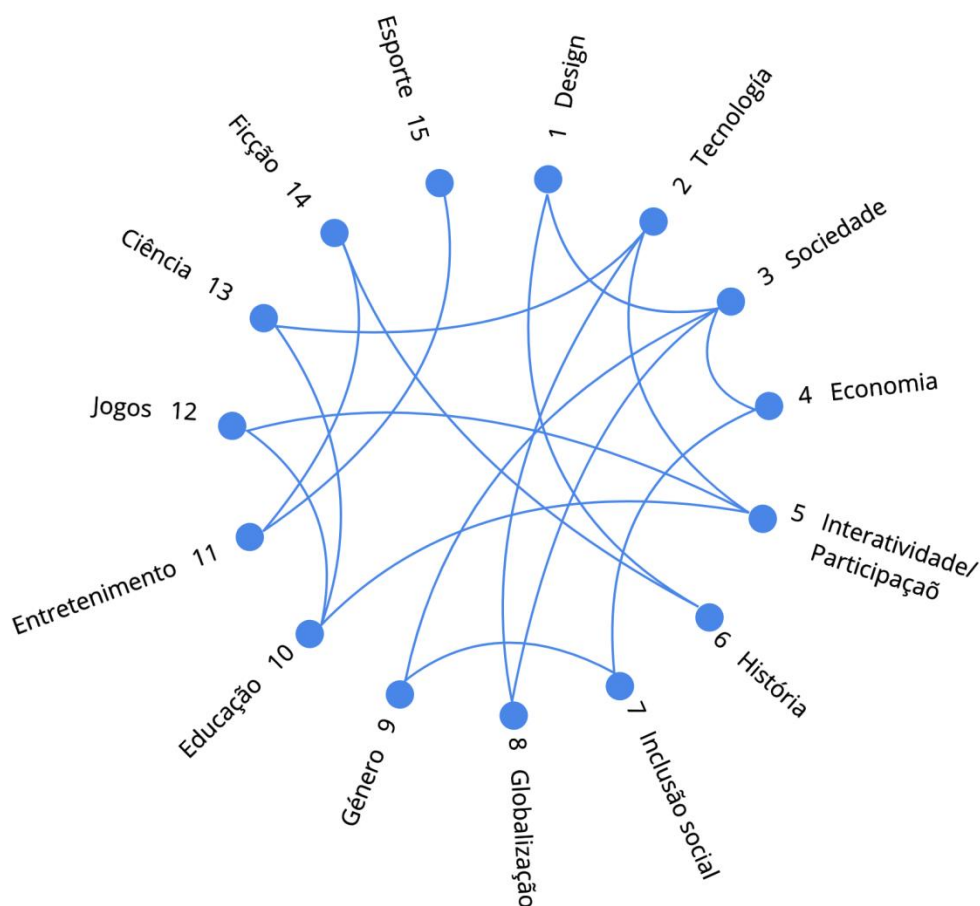 1 Design
2 Tecnología
3 Sociedade
4 Economia
5 Interatividade/
Participaçaõ
6 História
7 Inclusão social
8 Globalização
Género 9
Educação 10
Entretenimento 11
Jogos 12
Ciência 13
Ficção 14
Esporte 15